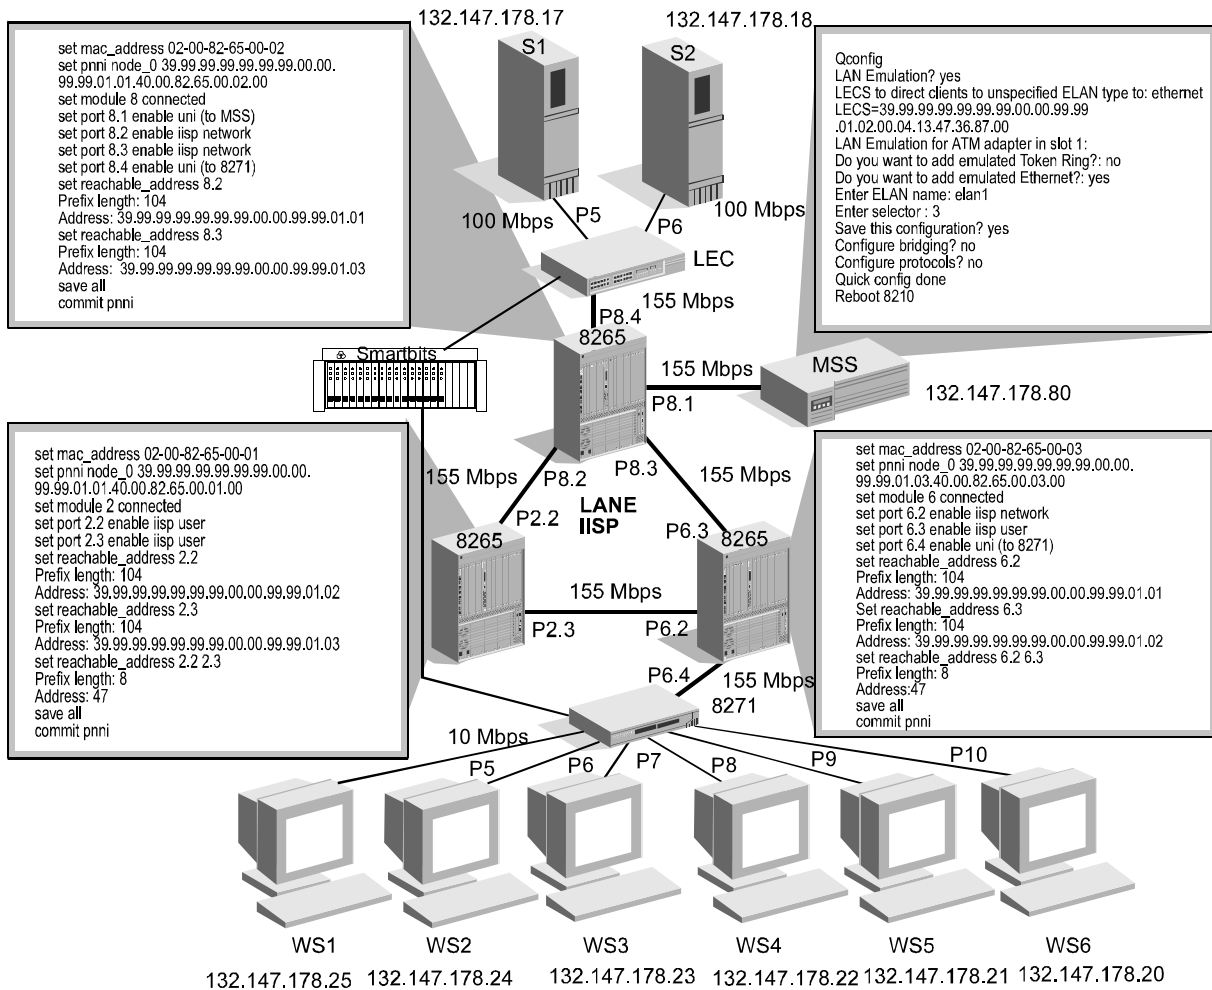 132.147.178.17
132.147.178.18
set mac_address 02-00-82-65-00-02
set pnni node_0 39.99.99.99.99.99.99.00.00.
99.99.01.01.40.00.82.65.00.02.00
set module 8 connected
set port 8.1 enable uni (to MSS)
set port 8.2 enable iisp network
set port 8.3 enable iisp network
set port 8.4 enable uni (to 8271)
set reachable_address 8.2
Prefix length: 104
Address: 39.99.99.99.99.99.99.00.00.99.99.01.01
set reachable_address 8.3
Prefix length: 104
Address: 39.99.99.99.99.99.99.00.00.99.99.01.03
save all
commit pnni
S1
S2
Qconfig
LAN Emulation? yes
LECS to direct clients to unspecified ELAN type to: ethernet
LECS=39.99.99.99.99.99.99.00.00.99.99
.01.02.00.04.13.47.36.87.00
LAN Emulation for ATM adapter in slot 1:
Do you want to add emulated Token Ring?: no
Do you want to add emulated Ethernet?: yes
Enter ELAN name: elan1
Enter selector : 3
Save this configuration? yes
Configure bridging? no
Configure protocols? no
Quick config done
Reboot 8210
100 Mbps
P5
P6
100 Mbps
LEC
155 Mbps
P8.4
8265
Smartbits
155 Mbps
MSS
P8.1
132.147.178.80
set mac_address 02-00-82-65-00-01
set pnni node_0 39.99.99.99.99.99.99.00.00.
99.99.01.01.40.00.82.65.00.01.00
set module 2 connected
set port 2.2 enable iisp user
set port 2.3 enable iisp user
set reachable_address 2.2
Prefix length: 104
Address: 39.99.99.99.99.99.99.00.00.99.99.01.02
set reachable_address 2.3
Prefix length: 104
Address: 39.99.99.99.99.99.99.00.00.99.99.01.03
set reachable_address 2.2 2.3
Prefix length: 8
Address: 47
save all
commit pnni
155 Mbps
P8.2
P8.3
155 Mbps
LANE
IISP
P2.2
P6.3
8265
8265
155 Mbps
P2.3
P6.2
P6.4
155 Mbps
8271
set mac_address 02-00-82-65-00-03
set pnni node_0 39.99.99.99.99.99.99.00.00.
99.99.01.03.40.00.82.65.00.03.00
set module 6 connected
set port 6.2 enable iisp network
set port 6.3 enable iisp user
set port 6.4 enable uni (to 8271)
set reachable_address 6.2
Prefix length: 104
Address: 39.99.99.99.99.99.99.00.00.99.99.01.01
Set reachable_address 6.3
Prefix length: 104
Address: 39.99.99.99.99.99.99.00.00.99.99.01.02
set reachable_address 6.2 6.3
Prefix length: 8
Address:47
save all
commit pnni
10 Mbps
P5
P6
P7
P8
P9
P10
WS1
WS2
WS3
WS4
WS5
WS6
132.147.178.25
132.147.178.24
132.147.178.23
132.147.178.22
132.147.178.21
132.147.178.20